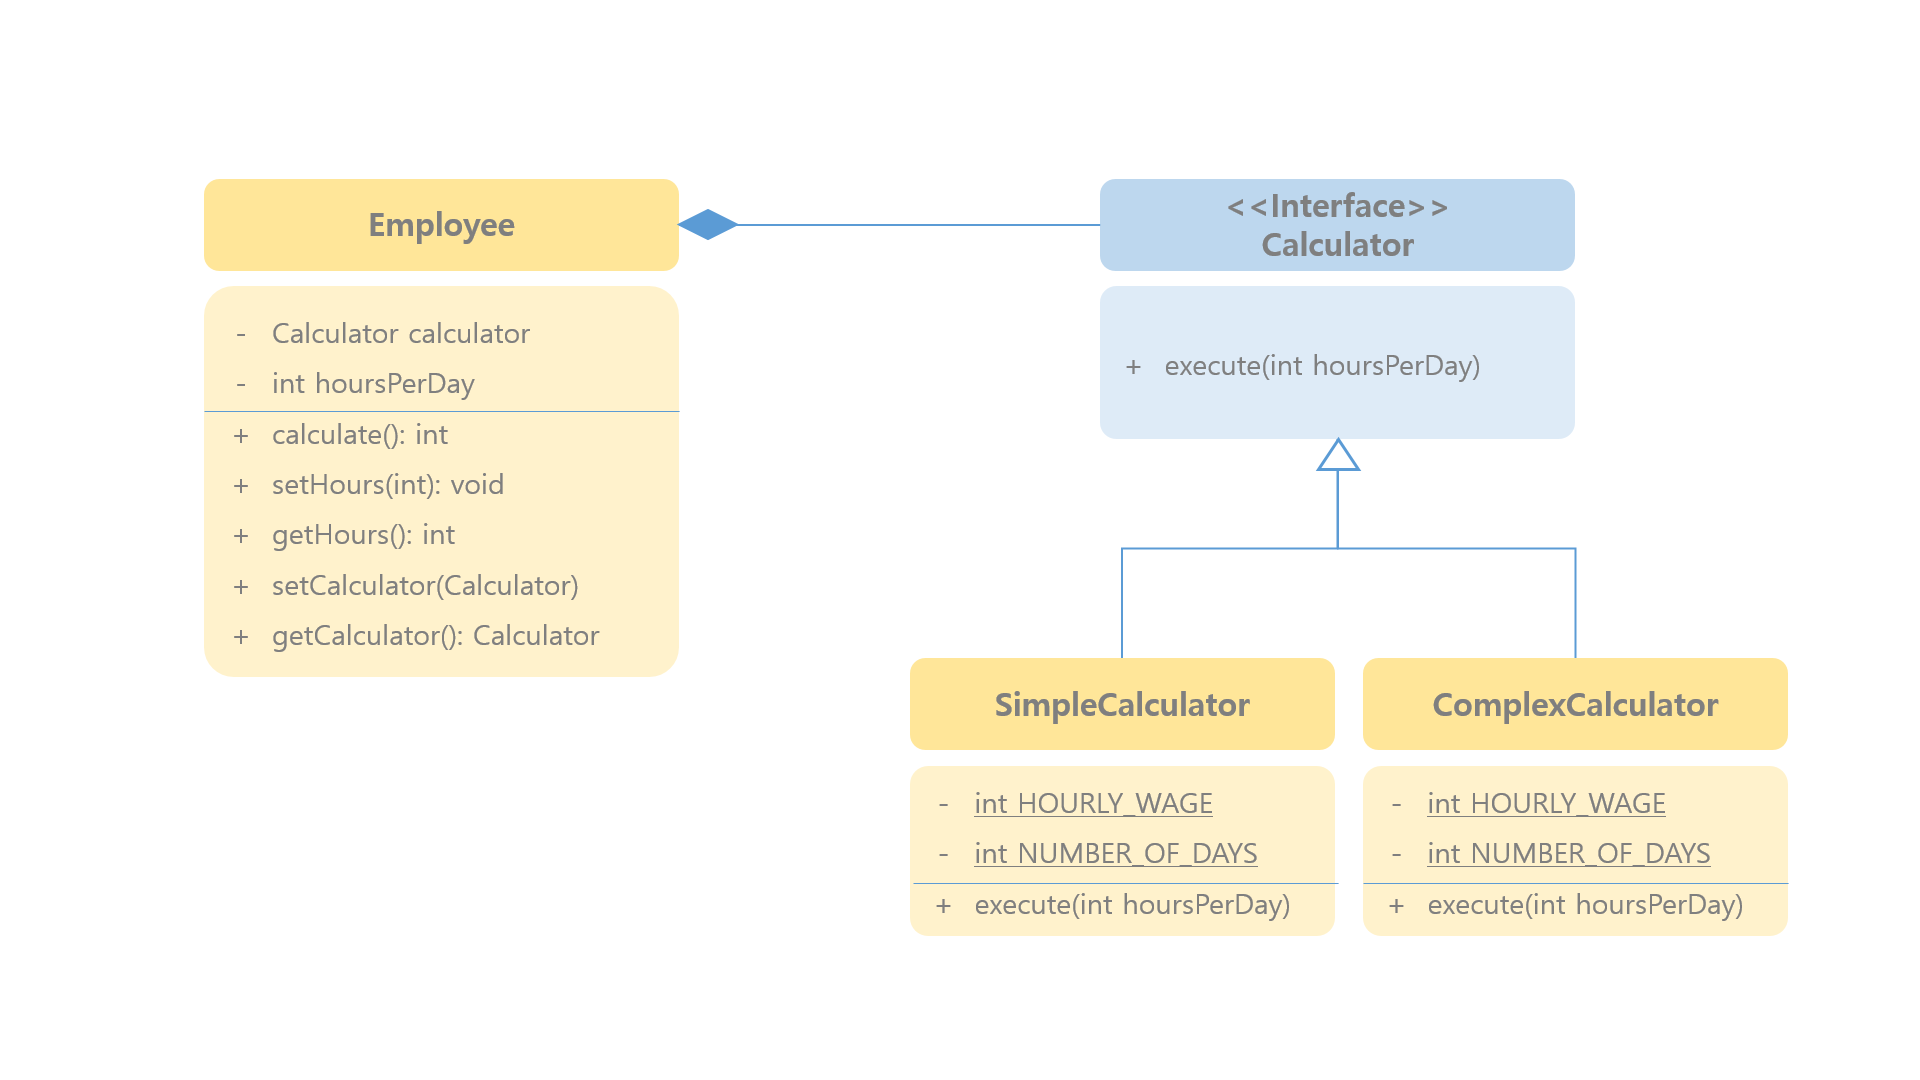 Employee
- Calculator calculator
- int hoursPerDay
+ calculate(): int
+ setHours(int): void
+ getHours(): int
+ setCalculator(Calculator)
+ getCalculator(): Calculator
<<Interface>>
Calculator
+ execute(int hoursPerDay)
SimpleCalculator
- int HOURLY_WAGE
- int NUMBER_OF_DAYS
+ execute(int hoursPerDay)
ComplexCalculator
- int HOURLY_WAGE
- int NUMBER_OF_DAYS
+ execute(int hoursPerDay)